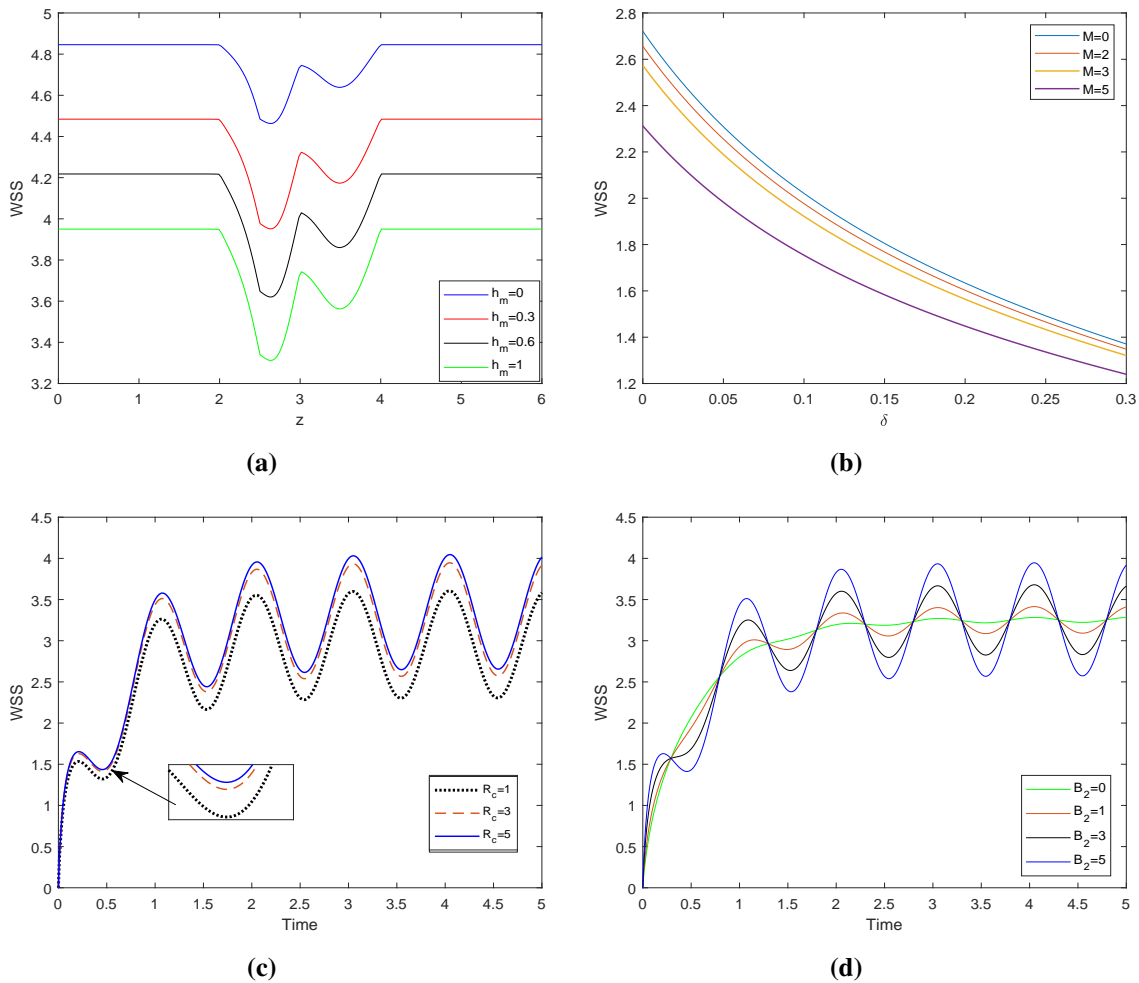 5
4.8
4.6
4.4
4.2
4
3.8
3.6
3.4
3.2
WSS
0 1 2 3 4 5 6
z
h_m=0
h_m=0.3
h_m=0.6
h_m=1
(a)
2.8
2.6
2.4
2.2
2
1.8
1.6
1.4
1.2
WSS
0 0.05 0.1 0.15 0.2 0.25 0.3
δ
M=0
M=2
M=3
M=5
(b)
4.5
4
3.5
3
2.5
2
1.5
1
0.5
0
WSS
0 0.5 1 1.5 2 2.5 3 3.5 4 4.5 5
Time
R_c=1
R_c=3
R_c=5
(c)
4.5
4
3.5
3
2.5
2
1.5
1
0.5
0
WSS
0 0.5 1 1.5 2 2.5 3 3.5 4 4.5 5
Time
B_2=0
B_2=1
B_2=3
B_2=5
(d)